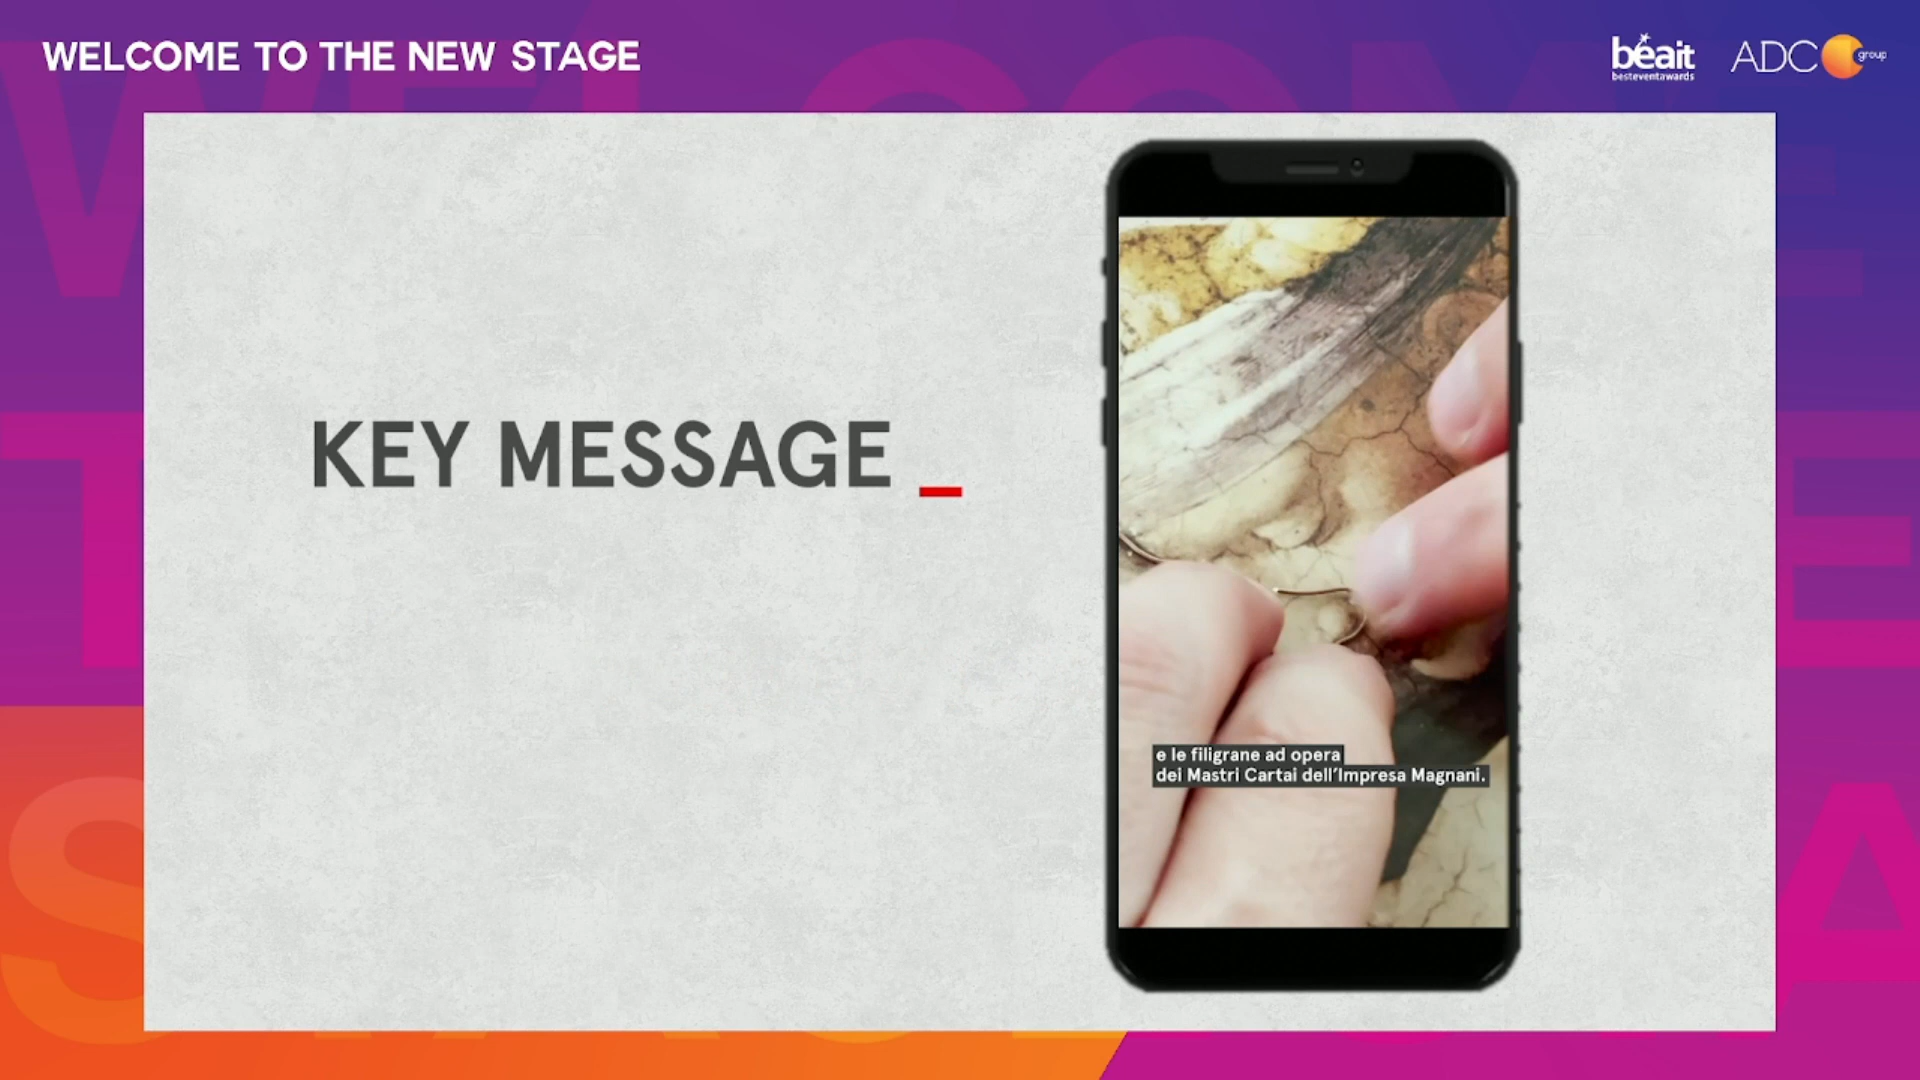 WELCOME TO THE NEW STAGE
béait
besteventawards
ADC group
KEY MESSAGE _
e le filigrane ad opera
dei Mastri Cartai dell'Impresa Magnani.